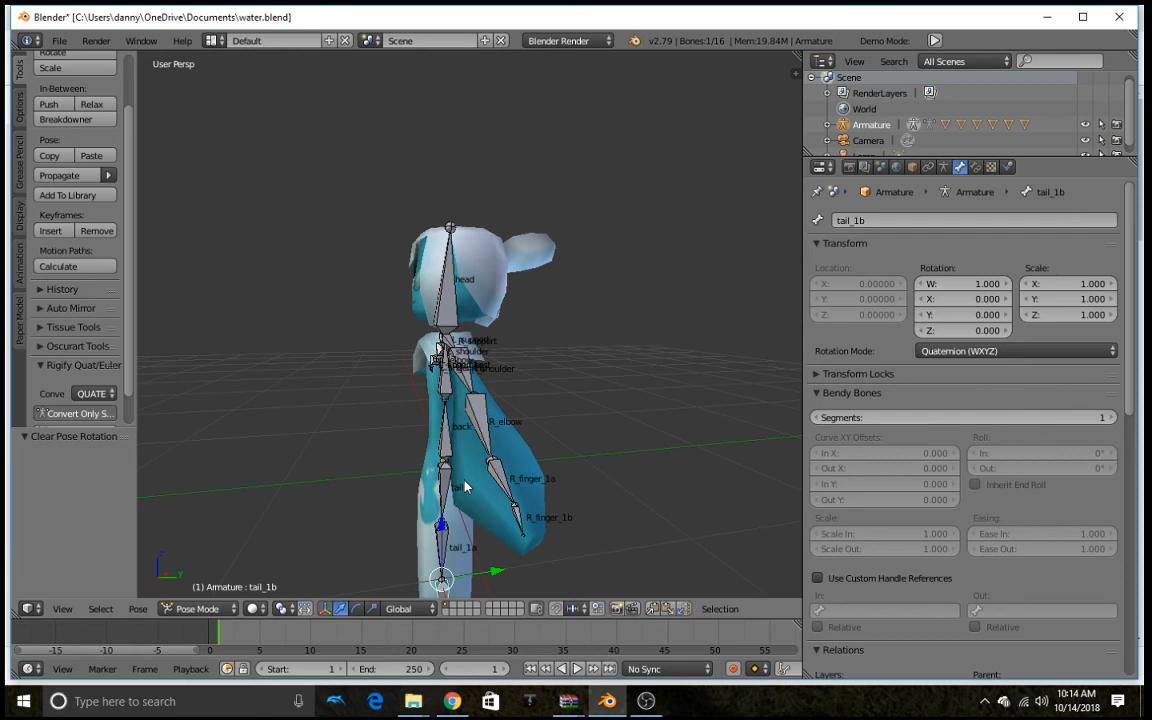 Blender* [C:\Users\danny\OneDrive\Documents\water.blend]
File Render Window Help Default Scene Blender Render v2.79 | Bones:1/16 | Mem:19.84M | Armature Demo Mode:
Rotate
Scale
In-Between:
Push Relax
Breakdowner
Pose:
Copy Paste
Propagate
Add To Library
Keyframes:
Insert Remove
Motion Paths:
Calculate
History
Auto Mirror
Tissue Tools
Oscurart Tools
Rigify Quat/Euler
Conve QUATE
Convert Only S...
Clear Pose Rotation
Tools
Options
Grease Pencil
Display
Animation
Paper Model
User Persp
head
shoulder
back
R_elbow
R_finger_1a
R_finger_1b
tail_1a
(1) Armature : tail_1b
View Select Pose Pose Mode Global Selection
-15 -10 -5 0 5 10 15 20 25 30 35 40 45 50 55 60
View Marker Frame Playback Start: 1 End: 250 1 No Sync
View Search All Scenes
Scene
RenderLayers
World
Armature
Camera
Armature Armature tail_1b
tail_1b
Transform
Location: Rotation: Scale:
X: 0.00000 W: 1.000 X: 1.000
Y: 0.00000 X: 0.000 Y: 1.000
Z: 0.00000 Y: 0.000 Z: 1.000
Z: 0.000
Rotation Mode: Quaternion (WXYZ)
Transform Locks
Bendy Bones
Segments: 1
Curve XY Offsets: Roll:
In X: 0.000 In: 0°
Out X: 0.000 Out: 0°
In Y: 0.000 Inherit End Roll
Out Y: 0.000
Scale: Easing:
Scale In: 1.000 Ease In: 1.000
Scale Out: 1.000 Ease Out: 1.000
Use Custom Handle References
In: Out:
Relative Relative
Relations
Layers: Parent:
Type here to search
10:14 AM
10/14/2018